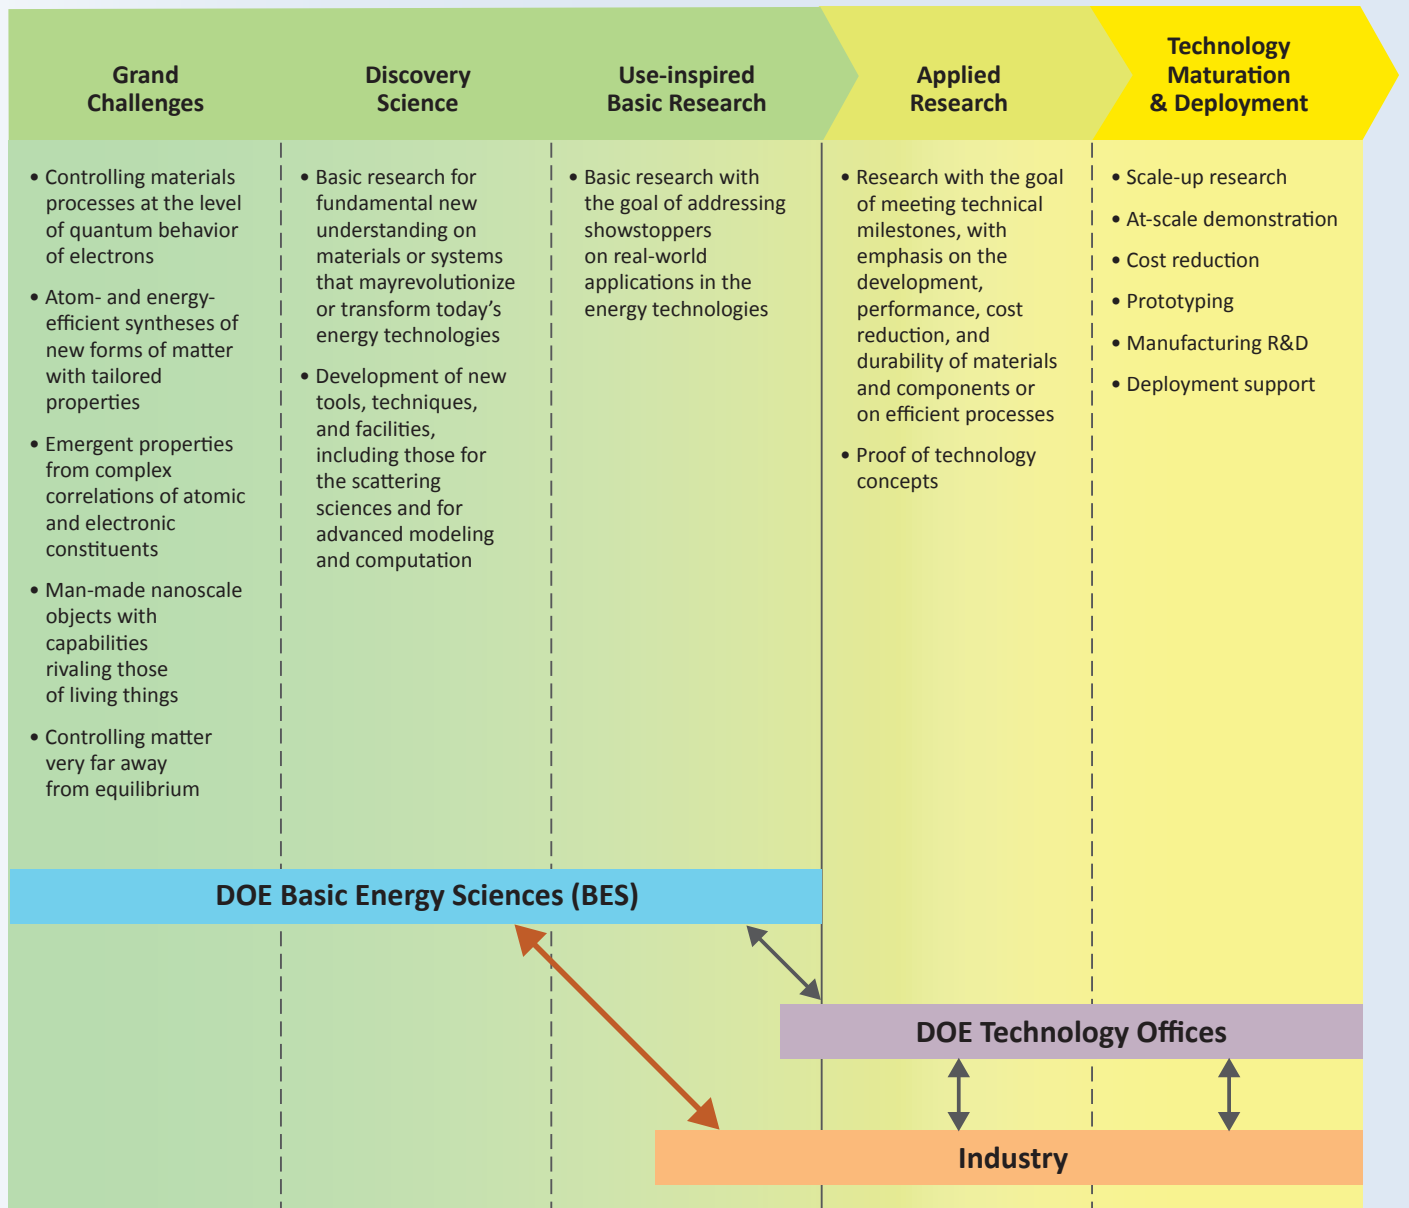 Grand
Challenges
Discovery
Science
Use-inspired
Basic Research
Applied
Research
Technology
Maturation
& Deployment
• Controlling materials
processes at the level
of quantum behavior
of electrons
• Atom- and energy-
efficient syntheses of
new forms of matter
with tailored
properties
• Emergent properties
from complex
correlations of atomic
and electronic
constituents
• Man-made nanoscale
objects with
capabilities
rivaling those
of living things
• Controlling matter
very far away
from equilibrium
• Basic research for
fundamental new
understanding on
materials or systems
that mayrevolutionize
or transform today's
energy technologies
• Development of new
tools, techniques,
and facilities,
including those for
the scattering
sciences and for
advanced modeling
and computation
• Basic research with
the goal of addressing
showstoppers
on real-world
applications in the
energy technologies
• Research with the goal
of meeting technical
milestones, with
emphasis on the
development,
performance, cost
reduction, and
durability of materials
and components or
on efficient processes
• Proof of technology
concepts
• Scale-up research
• At-scale demonstration
• Cost reduction
• Prototyping
• Manufacturing R&D
• Deployment support
DOE Basic Energy Sciences (BES)
DOE Technology Offices
Industry